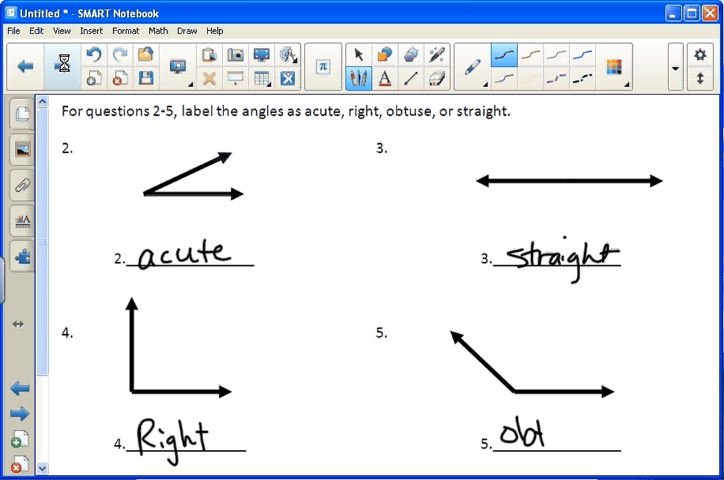 Untitled * - SMART Notebook
File Edit View Insert Format Math Draw Help
π
A
For questions 2-5, label the angles as acute, right, obtuse, or straight.
2. 3.
2. acute 3. straight
4. 5.
4. Right 5. obt